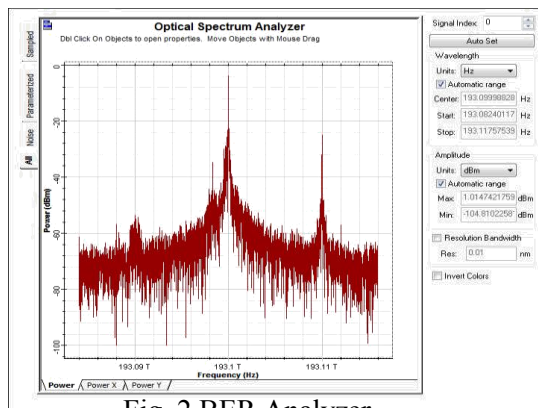 Optical Spectrum Analyzer
Dbl Click On Objects to open properties. Move Objects with Mouse Drag
Sampled
Parameterized
Noise
All
Power (dBm)
0
-20
-40
-60
-80
-100
193.09 T
193.1 T
193.11 T
Frequency (Hz)
Power
Power X
Power Y
Signal Index: 0
Auto Set
Wavelength
Units: Hz
Automatic range
Center: 193.09998828 Hz
Start: 193.08240117 Hz
Stop: 193.11757539 Hz
Amplitude
Units: dBm
Automatic range
Max: 1.0147421759 dBm
Min: -104.8102258 dBm
Resolution Bandwidth
Res: 0.01 nm
Invert Colors
Fig. 2 BER Analyzer